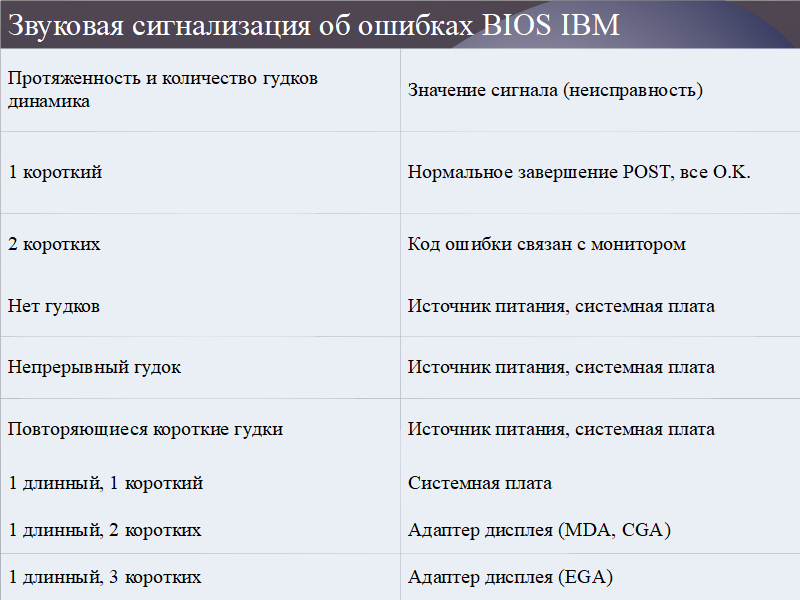 Звуковая сигнализация об ошибках BIOS IBM
Протяженность и количество гудков
динамика
Значение сигнала (неисправность)
1 короткий
Нормальное завершение POST, все O.K.
2 коротких
Код ошибки связан с монитором
Нет гудков
Источник питания, системная плата
Непрерывный гудок
Источник питания, системная плата
Повторяющиеся короткие гудки
Источник питания, системная плата
1 длинный, 1 короткий
Системная плата
1 длинный, 2 коротких
Адаптер дисплея (MDA, CGA)
1 длинный, 3 коротких
Адаптер дисплея (EGA)